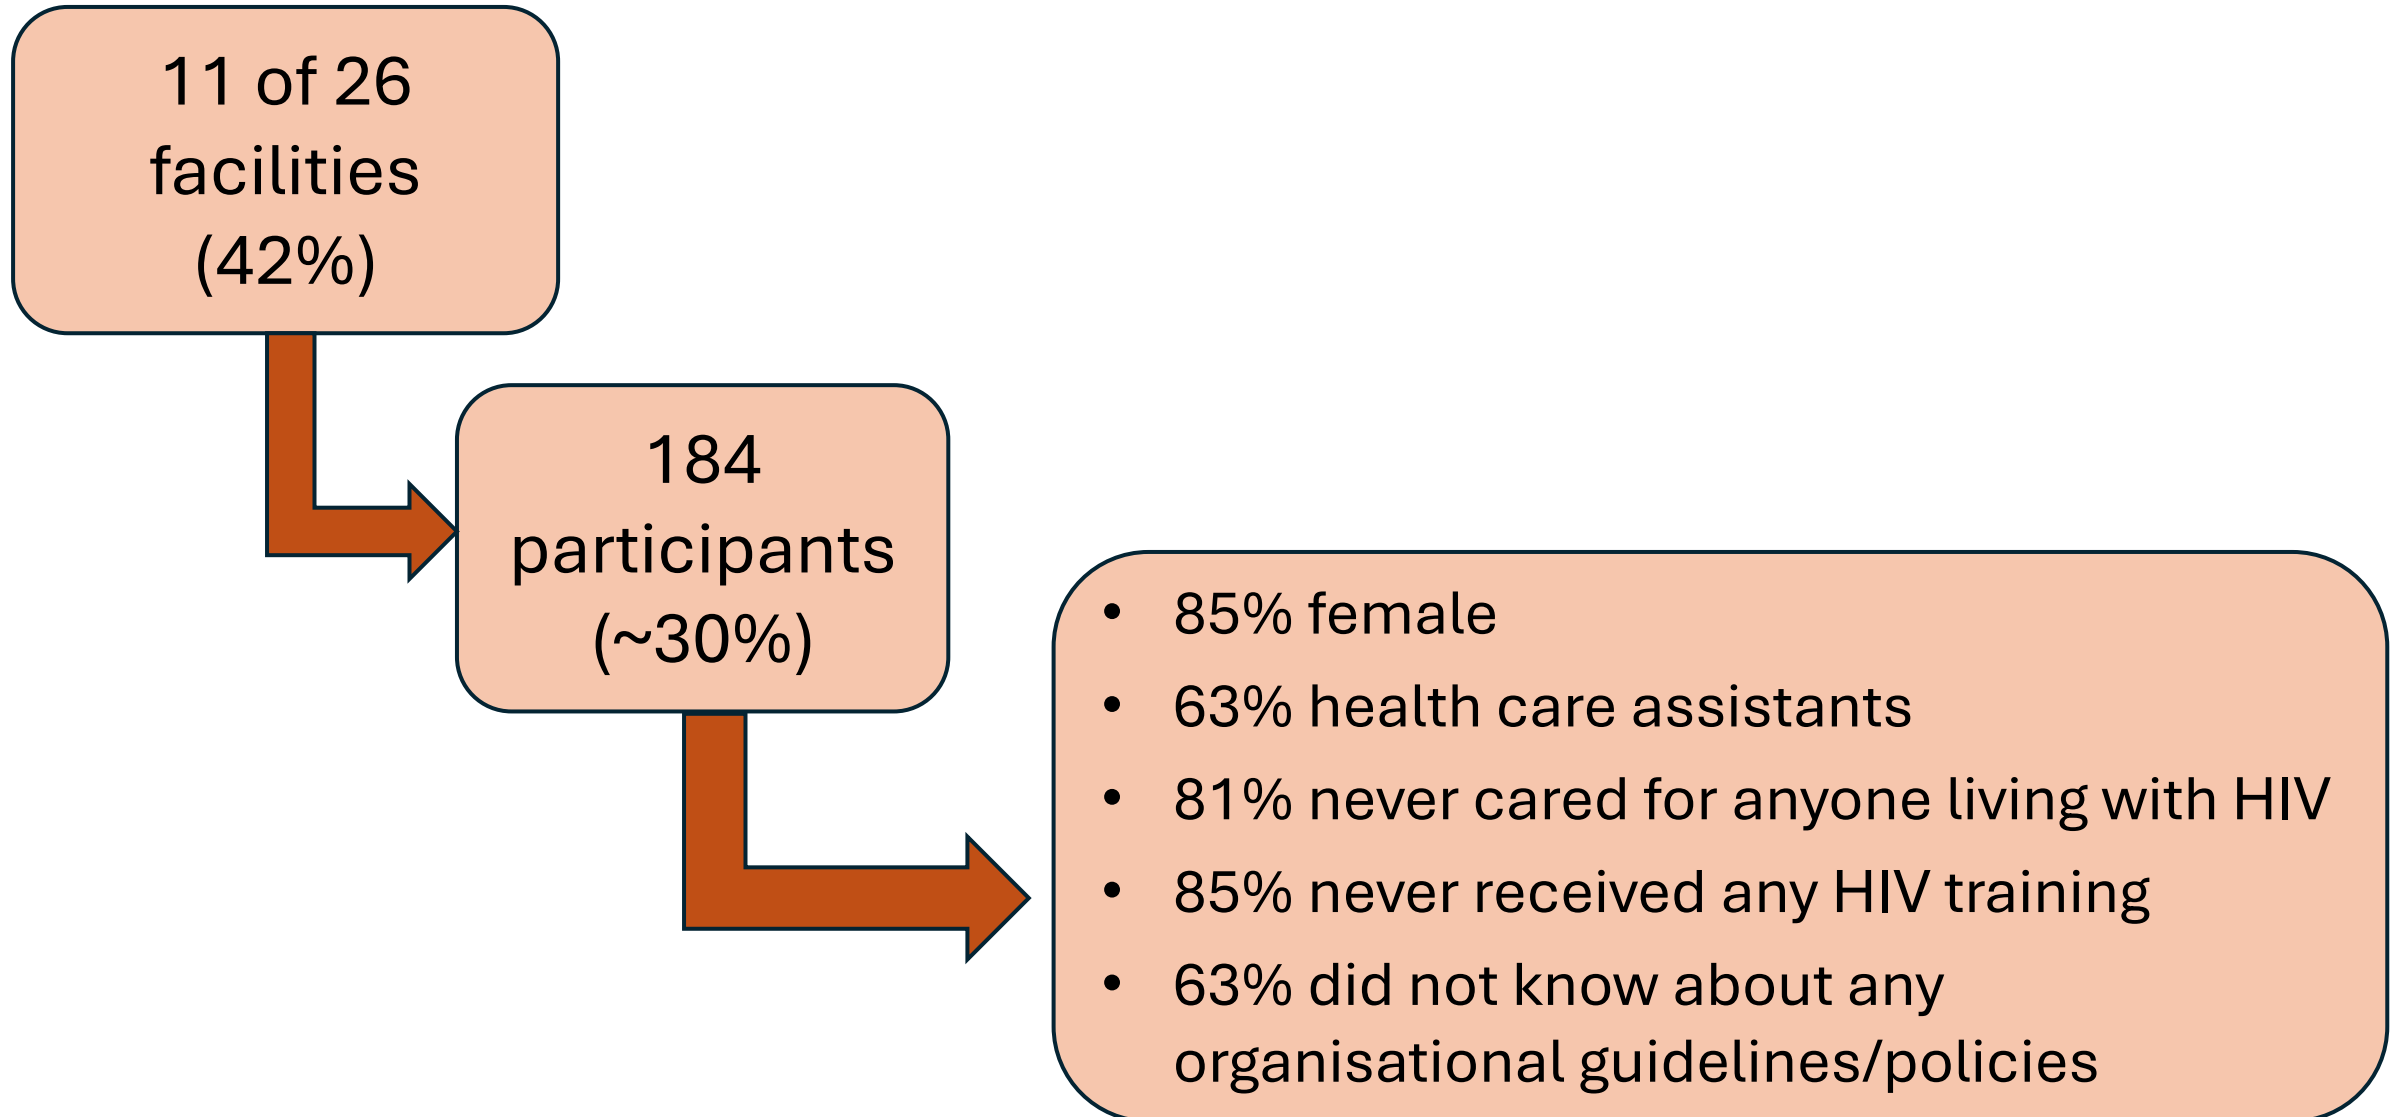 11 of 26
facilities
(42%)
184
participants
(~30%)
• 85% female
• 63% health care assistants
• 81% never cared for anyone living with HIV
• 85% never received any HIV training
• 63% did not know about any
organisational guidelines/policies